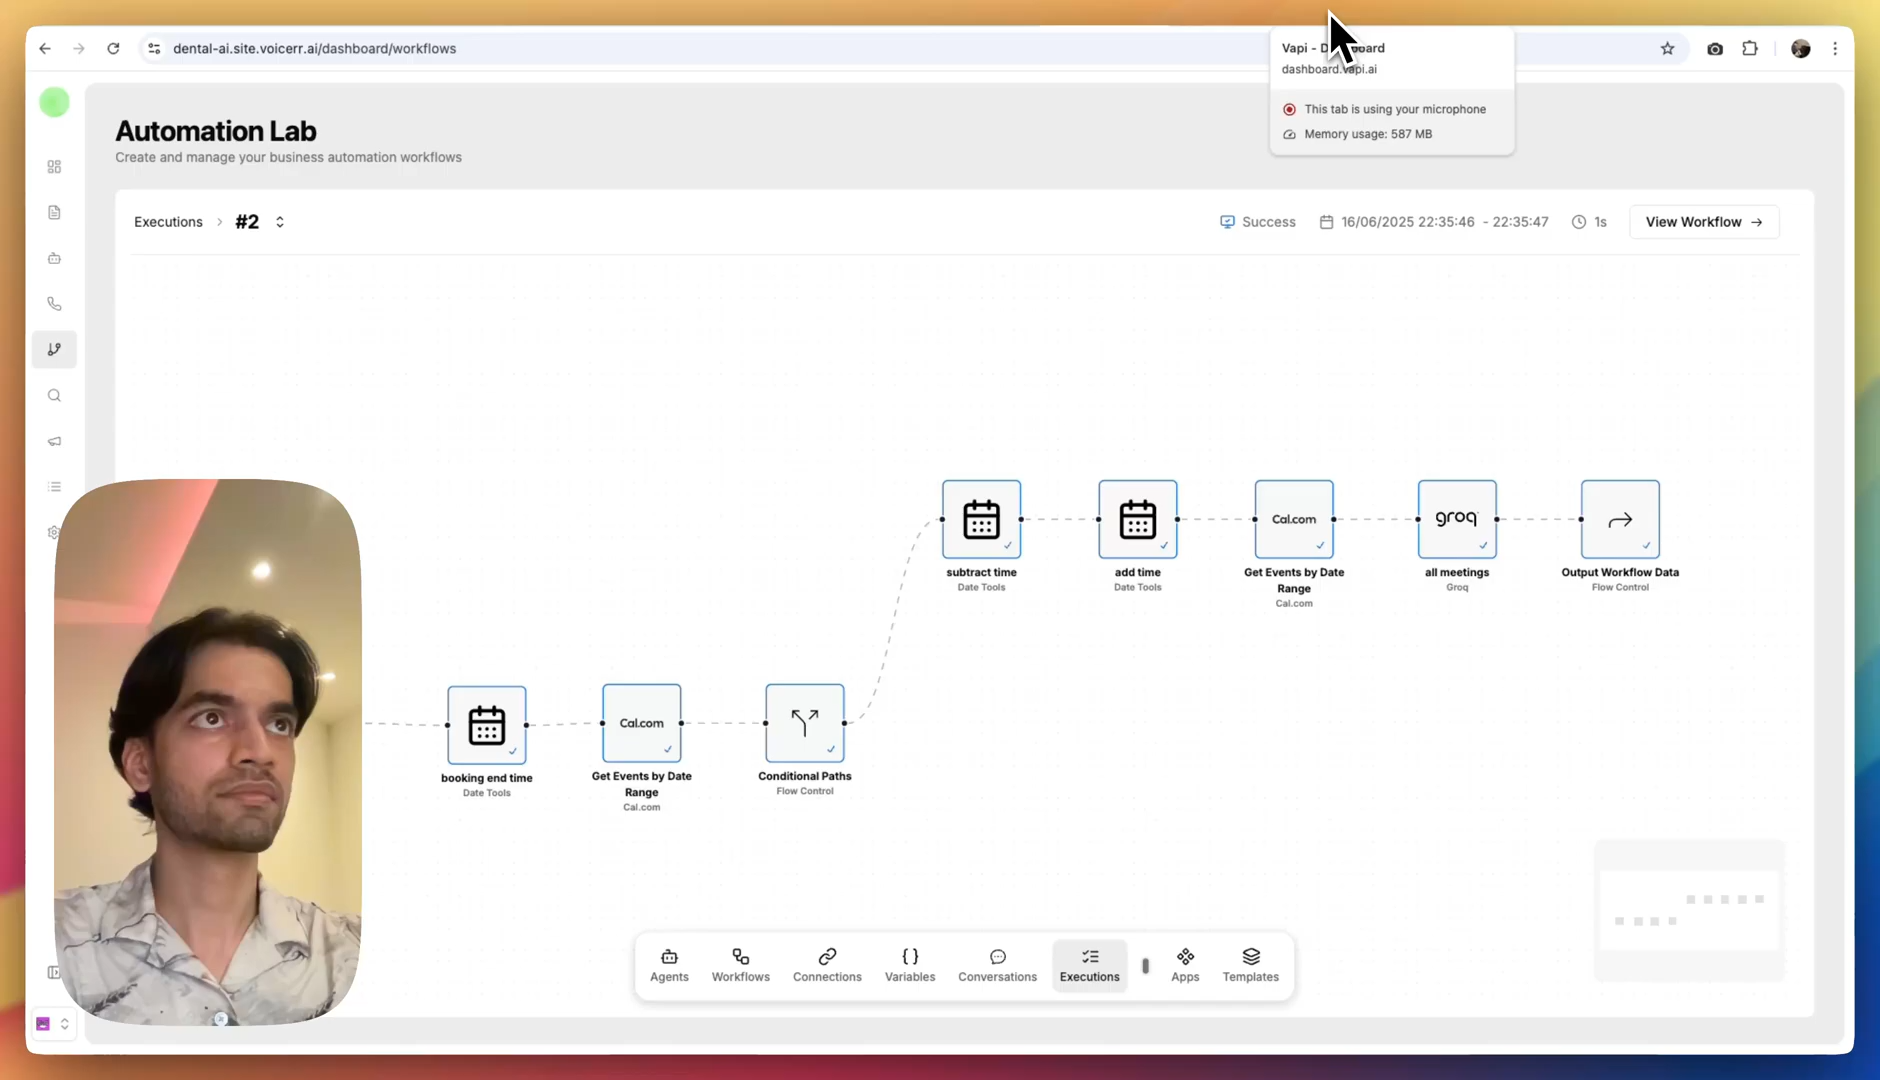 dental-ai.site.voicerr.ai/dashboard/workflows
dashboard.vapi.ai
This tab is using your microphone
Memory usage: 587 MB
Automation Lab
Create and manage your business automation workflows
Executions
#2
Success
16/06/2025 22:35:46 - 22:35:47
1s
View Workflow
Cal.com
groq
subtract time
Date Tools
add time
Date Tools
Get Events by Date
Range
Cal.com
all meetings
Groq
Output Workflow Data
Flow Control
Cal.com
booking end time
Date Tools
Get Events by Date
Range
Cal.com
Conditional Paths
Flow Control
Agents
Workflows
Connections
Variables
Conversations
Executions
Apps
Templates